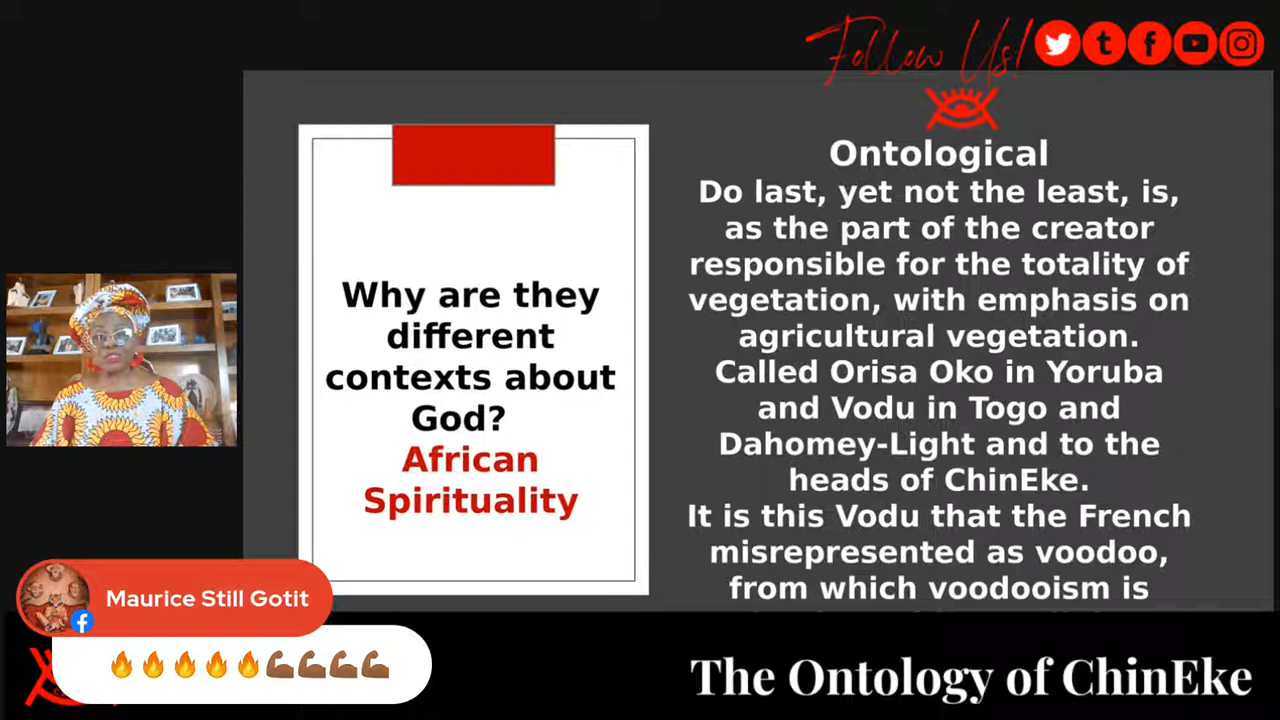 Follow Us!
Why are they
different
contexts about
God?
African
Spirituality
Ontological
Do last, yet not the least, is,
as the part of the creator
responsible for the totality of
vegetation, with emphasis on
agricultural vegetation.
Called Orisa Oko in Yoruba
and Vodu in Togo and
Dahomey-Light and to the
heads of ChinEke.
It is this Vodu that the French
misrepresented as voodoo,
from which voodooism is
Maurice Still Gotit
🔥🔥🔥🔥🔥💪🏾💪🏾💪🏾💪🏾
The Ontology of ChinEke